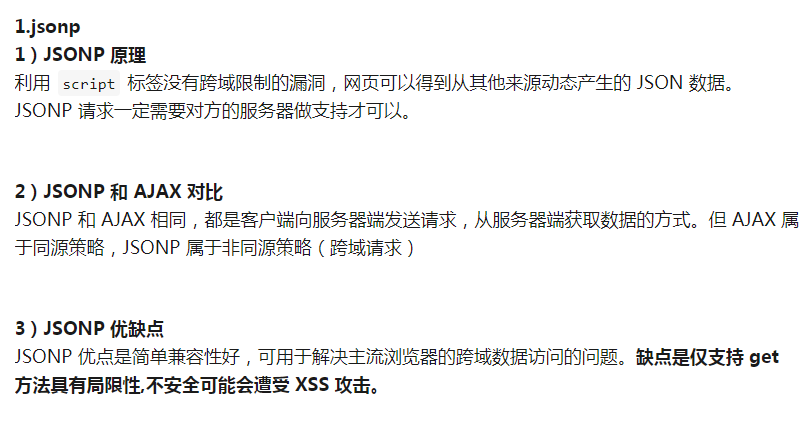 1.jsonp
1）JSONP 原理
利用 script 标签没有跨域限制的漏洞，网页可以得到从其他来源动态产生的 JSON 数据。
JSONP 请求一定需要对方的服务器做支持才可以。
2）JSONP 和 AJAX 对比
JSONP 和 AJAX 相同，都是客户端向服务器端发送请求，从服务器端获取数据的方式。但 AJAX 属
于同源策略，JSONP 属于非同源策略（跨域请求）
3）JSONP 优缺点
JSONP 优点是简单兼容性好，可用于解决主流浏览器的跨域数据访问的问题。缺点是仅支持 get
方法具有局限性,不安全可能会遭受 XSS 攻击。